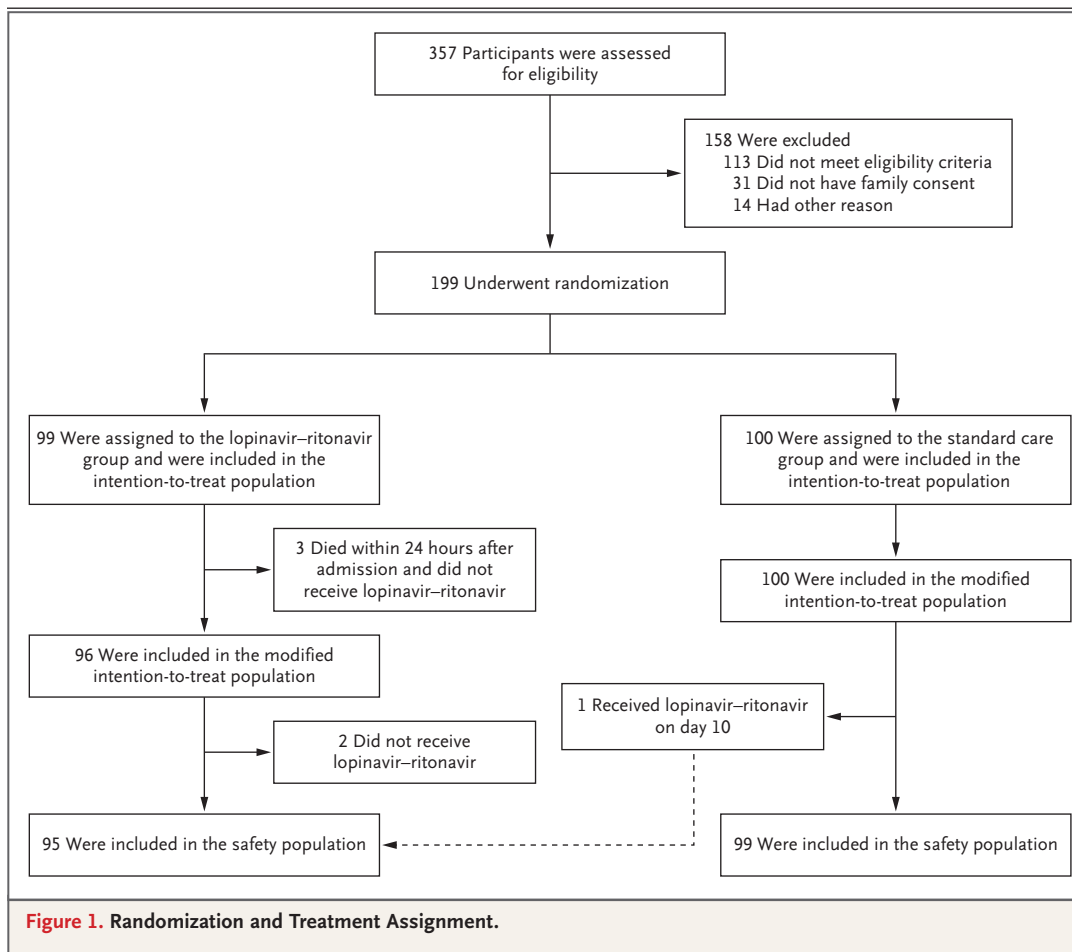 357 Participants were assessed
for eligibility
158 Were excluded
113 Did not meet eligibility criteria
31 Did not have family consent
14 Had other reason
199 Underwent randomization
99 Were assigned to the lopinavir–ritonavir
group and were included in the
intention-to-treat population
100 Were assigned to the standard care
group and were included in the
intention-to-treat population
3 Died within 24 hours after
admission and did not
receive lopinavir–ritonavir
100 Were included in the modified
intention-to-treat population
96 Were included in the modified
intention-to-treat population
1 Received lopinavir–ritonavir
on day 10
2 Did not receive
lopinavir–ritonavir
95 Were included in the safety population
99 Were included in the safety population
Figure 1. Randomization and Treatment Assignment.